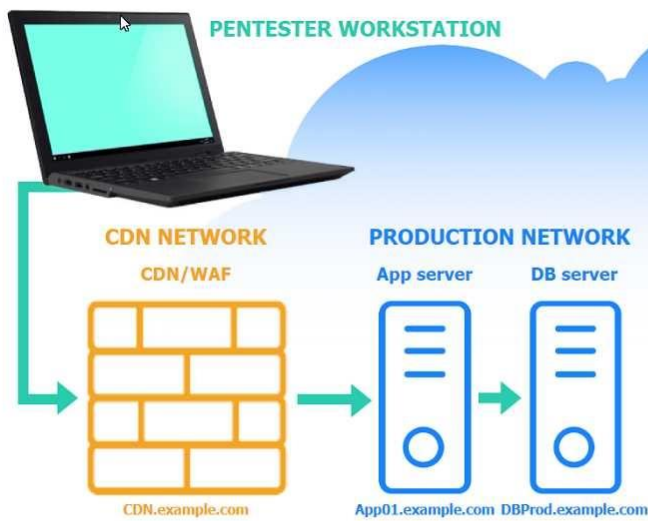 PENTESTER WORKSTATION
CDN NETWORK
PRODUCTION NETWORK
CDN/WAF
App server
DB server
CDN.example.com
App01.example.com
DBProd.example.com